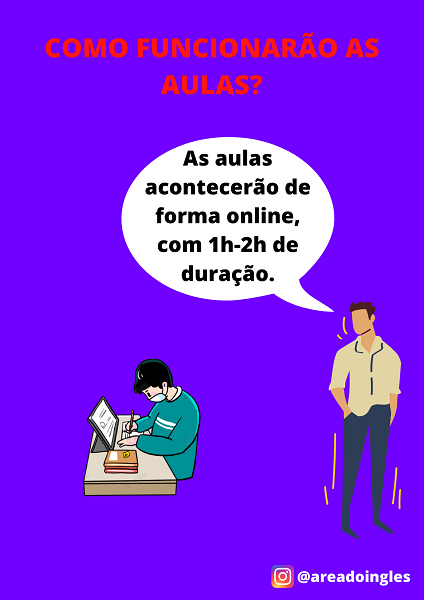 COMO FUNCIONARÃO AS
AULAS?
As aulas
acontecerão de
forma online,
com 1h-2h de
duração.
@areadoingles